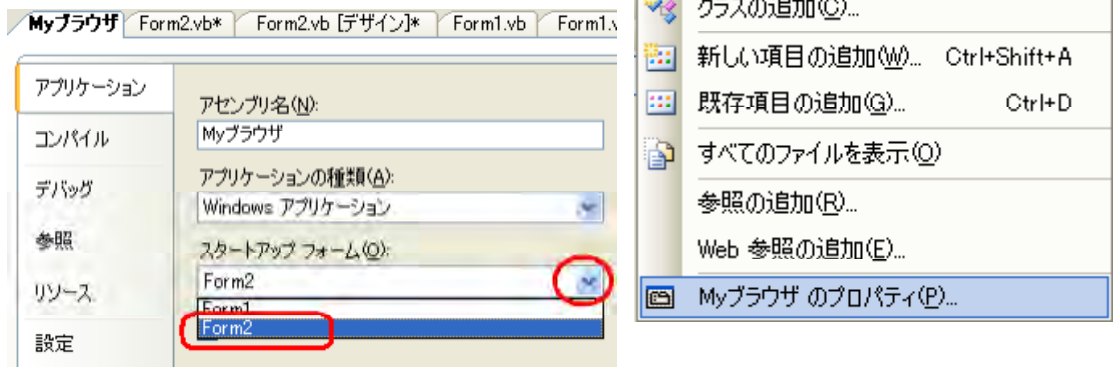 Myブラウザ Form2.vb* Form2.vb [デザイン]* Form1.vb Form1.v
アプリケーション
コンパイル
デバッグ
参照
リソース
設定
アセンブリ名(N):
Myブラウザ
アプリケーションの種類(A):
Windows アプリケーション
スタートアップ フォーム(O):
Form2
Form1
Form2
クラスの追加(C)...
新しい項目の追加(W)... Ctrl+Shift+A
既存項目の追加(G)... Ctrl+D
すべてのファイルを表示(O)
参照の追加(R)...
Web 参照の追加(E)...
Myブラウザ のプロパティ(P)...